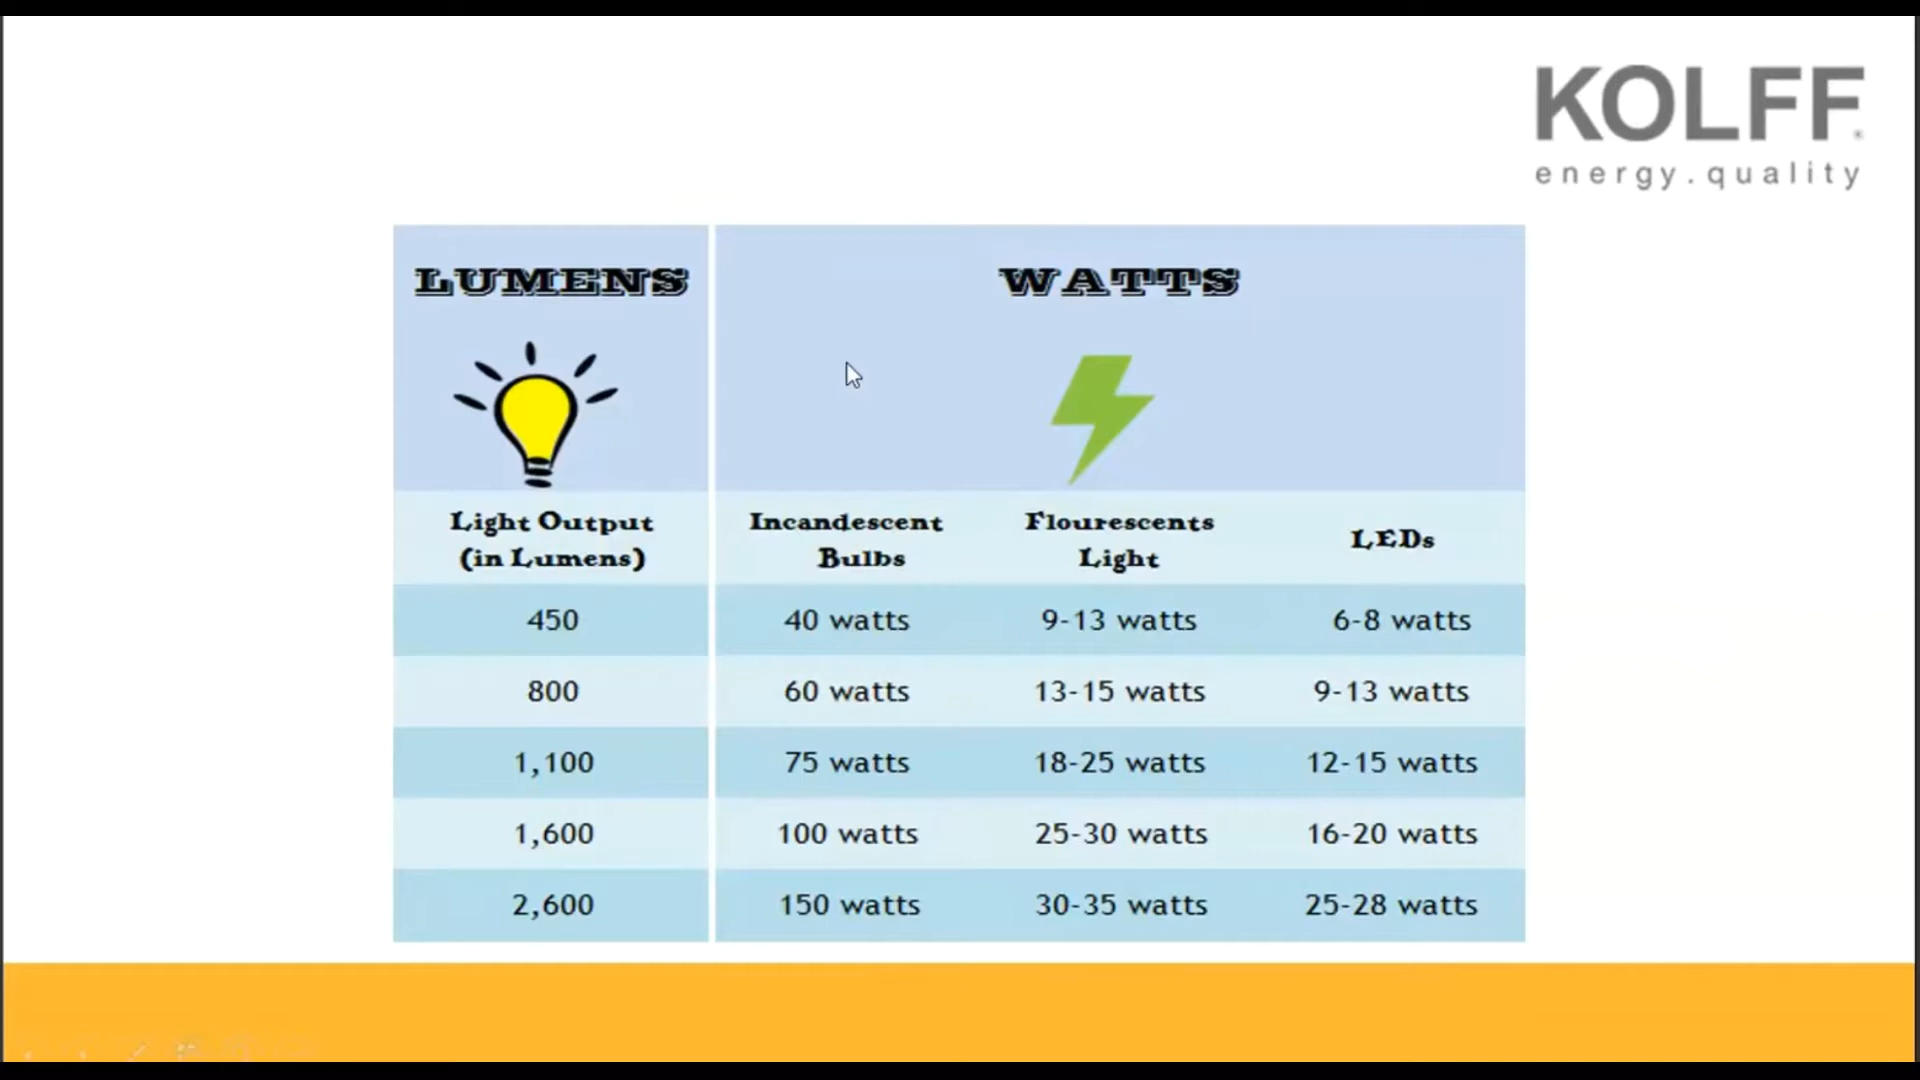 KOLFF
energy.quality
LUMENS
WATTS
Light Output
(in Lumens)
Incandescent
Bulbs
Flourescents
Light
LEDs
450
40 watts
9-13 watts
6-8 watts
800
60 watts
13-15 watts
9-13 watts
1,100
75 watts
18-25 watts
12-15 watts
1,600
100 watts
25-30 watts
16-20 watts
2,600
150 watts
30-35 watts
25-28 watts